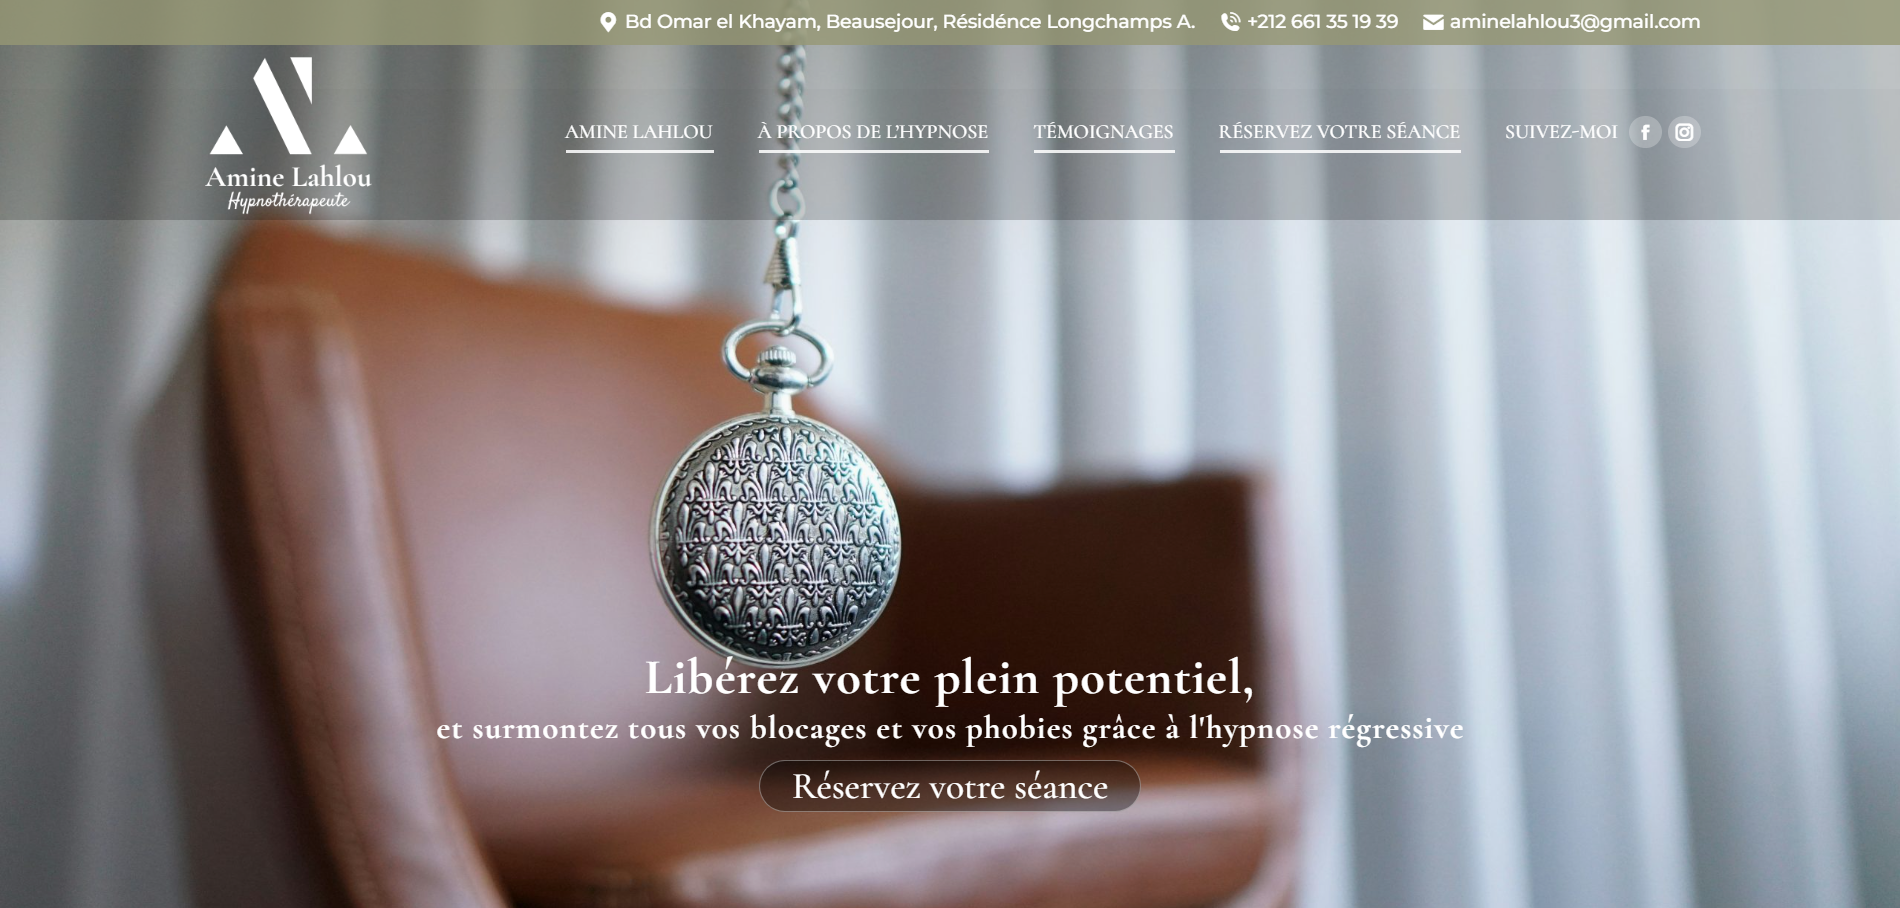 Bd Omar el Khayam, Beausejour, Résidénce Longchamps A.
+212 661 35 19 39
aminelahlou3@gmail.com
Amine Lahlou
Hypnothérapeute
AMINE LAHLOU
À PROPOS DE L'HYPNOSE
TÉMOIGNAGES
RÉSERVEZ VOTRE SÉANCE
SUIVEZ-MOI
Libérez votre plein potentiel,
et surmontez tous vos blocages et vos phobies grâce à l'hypnose régressive
Réservez votre séance